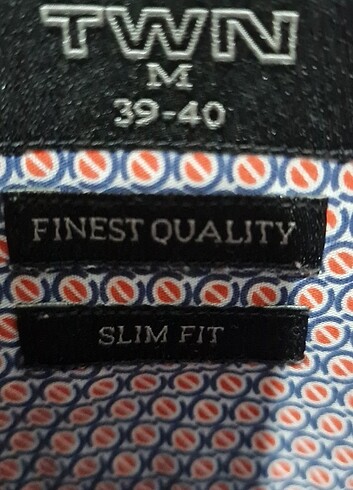 TWN
M
39-40
FINEST QUALITY
SLIM FIT